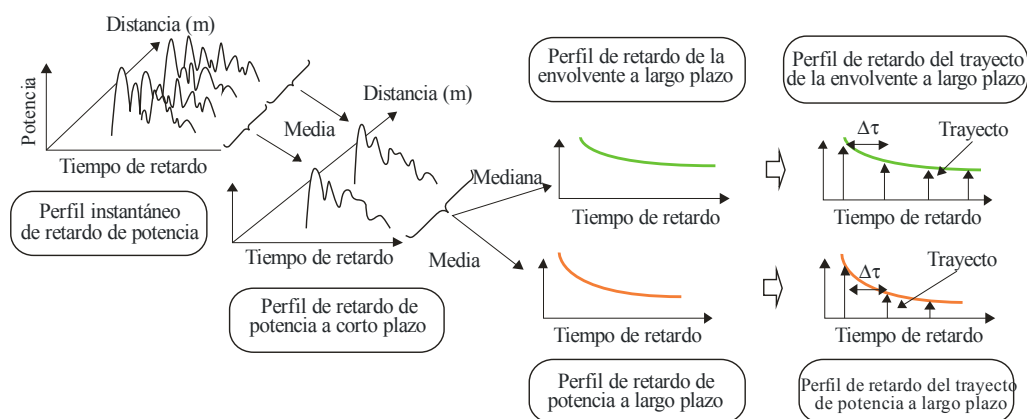 Distancia (m)
Potencia
Tiempo de retardo
Perfil instantáneo
de retardo de potencia
Media
Distancia (m)
Tiempo de retardo
Perfil de retardo de
potencia a corto plazo
Mediana
Media
Perfil de retardo de la
envolvente a largo plazo
Tiempo de retardo
Tiempo de retardo
Perfil de retardo de
potencia a largo plazo
Perfil de retardo del trayecto
de la envolvente a largo plazo
Δτ
Trayecto
Tiempo de retardo
Trayecto
Δτ
Tiempo de retardo
Perfil de retardo del trayecto
de potencia a largo plazo